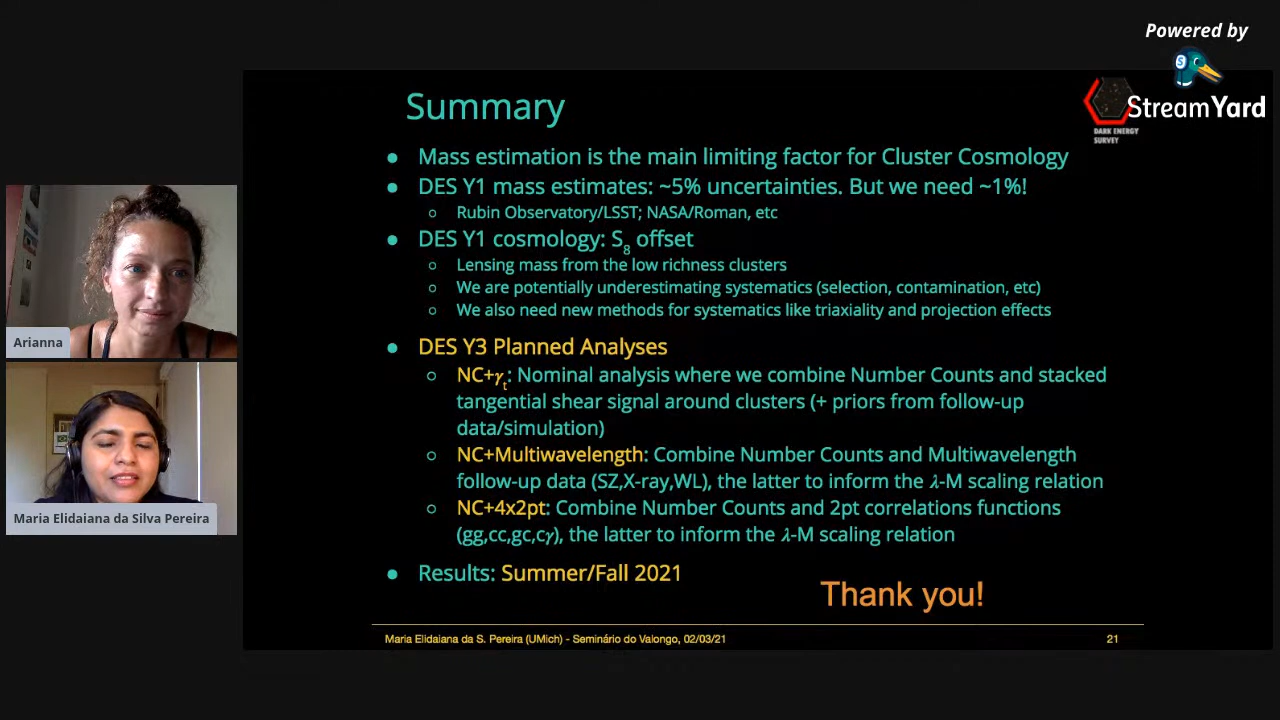 Powered by
StreamYard
DARK ENERGY
SURVEY
Summary
● Mass estimation is the main limiting factor for Cluster Cosmology
● DES Y1 mass estimates: ~5% uncertainties. But we need ~1%!
○ Rubin Observatory/LSST; NASA/Roman, etc
● DES Y1 cosmology: S8 offset
○ Lensing mass from the low richness clusters
○ We are potentially underestimating systematics (selection, contamination, etc)
○ We also need new methods for systematics like triaxiality and projection effects
● DES Y3 Planned Analyses
○ NC+γt: Nominal analysis where we combine Number Counts and stacked
tangential shear signal around clusters (+ priors from follow-up
data/simulation)
○ NC+Multiwavelength: Combine Number Counts and Multiwavelength
follow-up data (SZ,X-ray,WL), the latter to inform the λ-M scaling relation
○ NC+4x2pt: Combine Number Counts and 2pt correlations functions
(gg,cc,gc,cγ), the latter to inform the λ-M scaling relation
● Results: Summer/Fall 2021
Thank you!
Maria Elidaiana da S. Pereira (UMich) - Seminário do Valongo, 02/03/21
21
Arianna
Maria Elidaiana da Silva Pereira